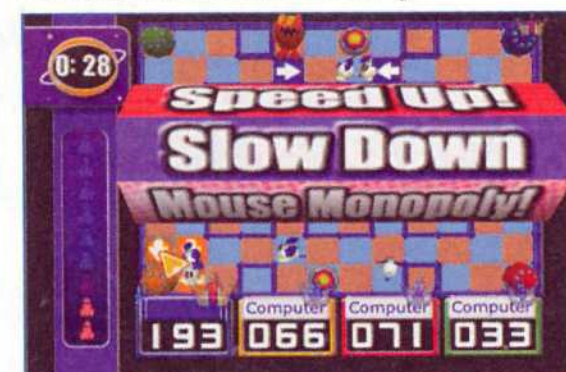 0:28
Speed Up!
Slow Down
Mouse Monopoly!
Computer Computer Computer
193 066 071 033